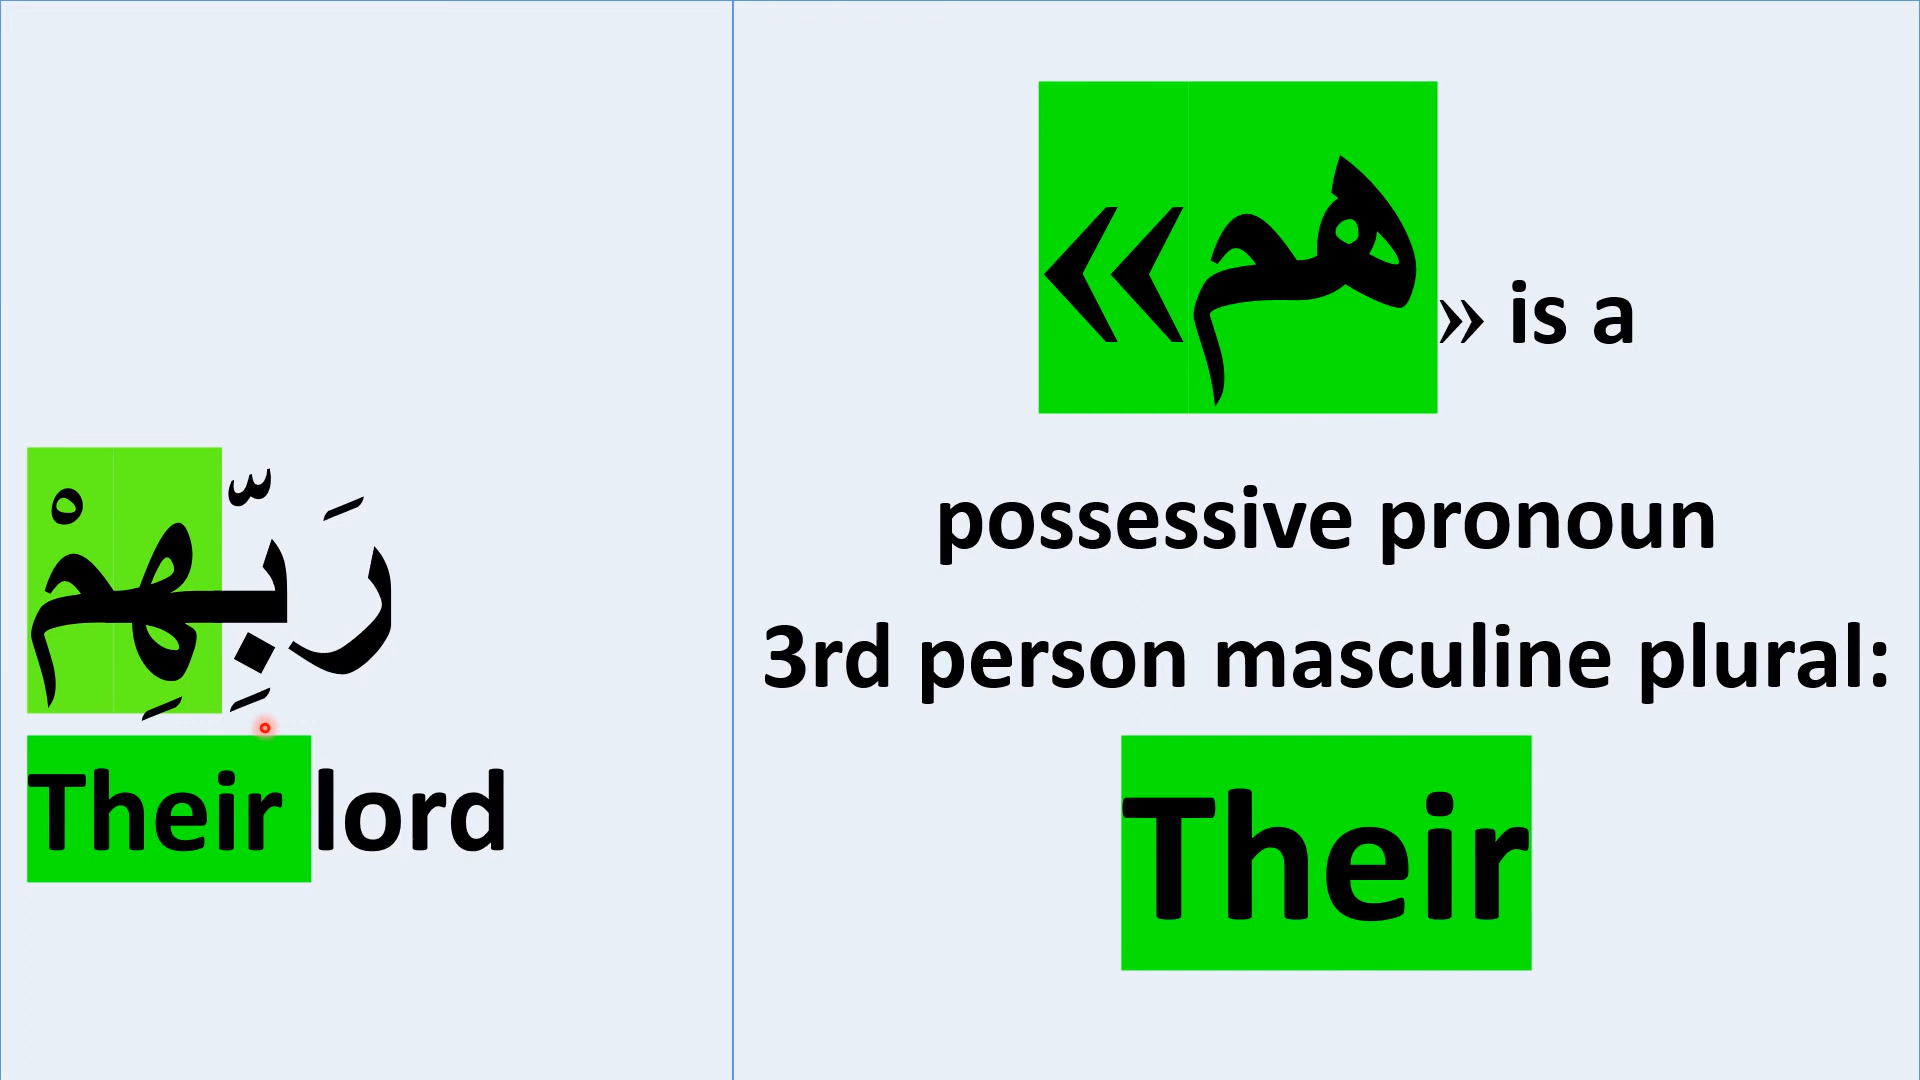 رَبِّهِمْ
Their lord
«هم» is a
possessive pronoun
3rd person masculine plural:
Their